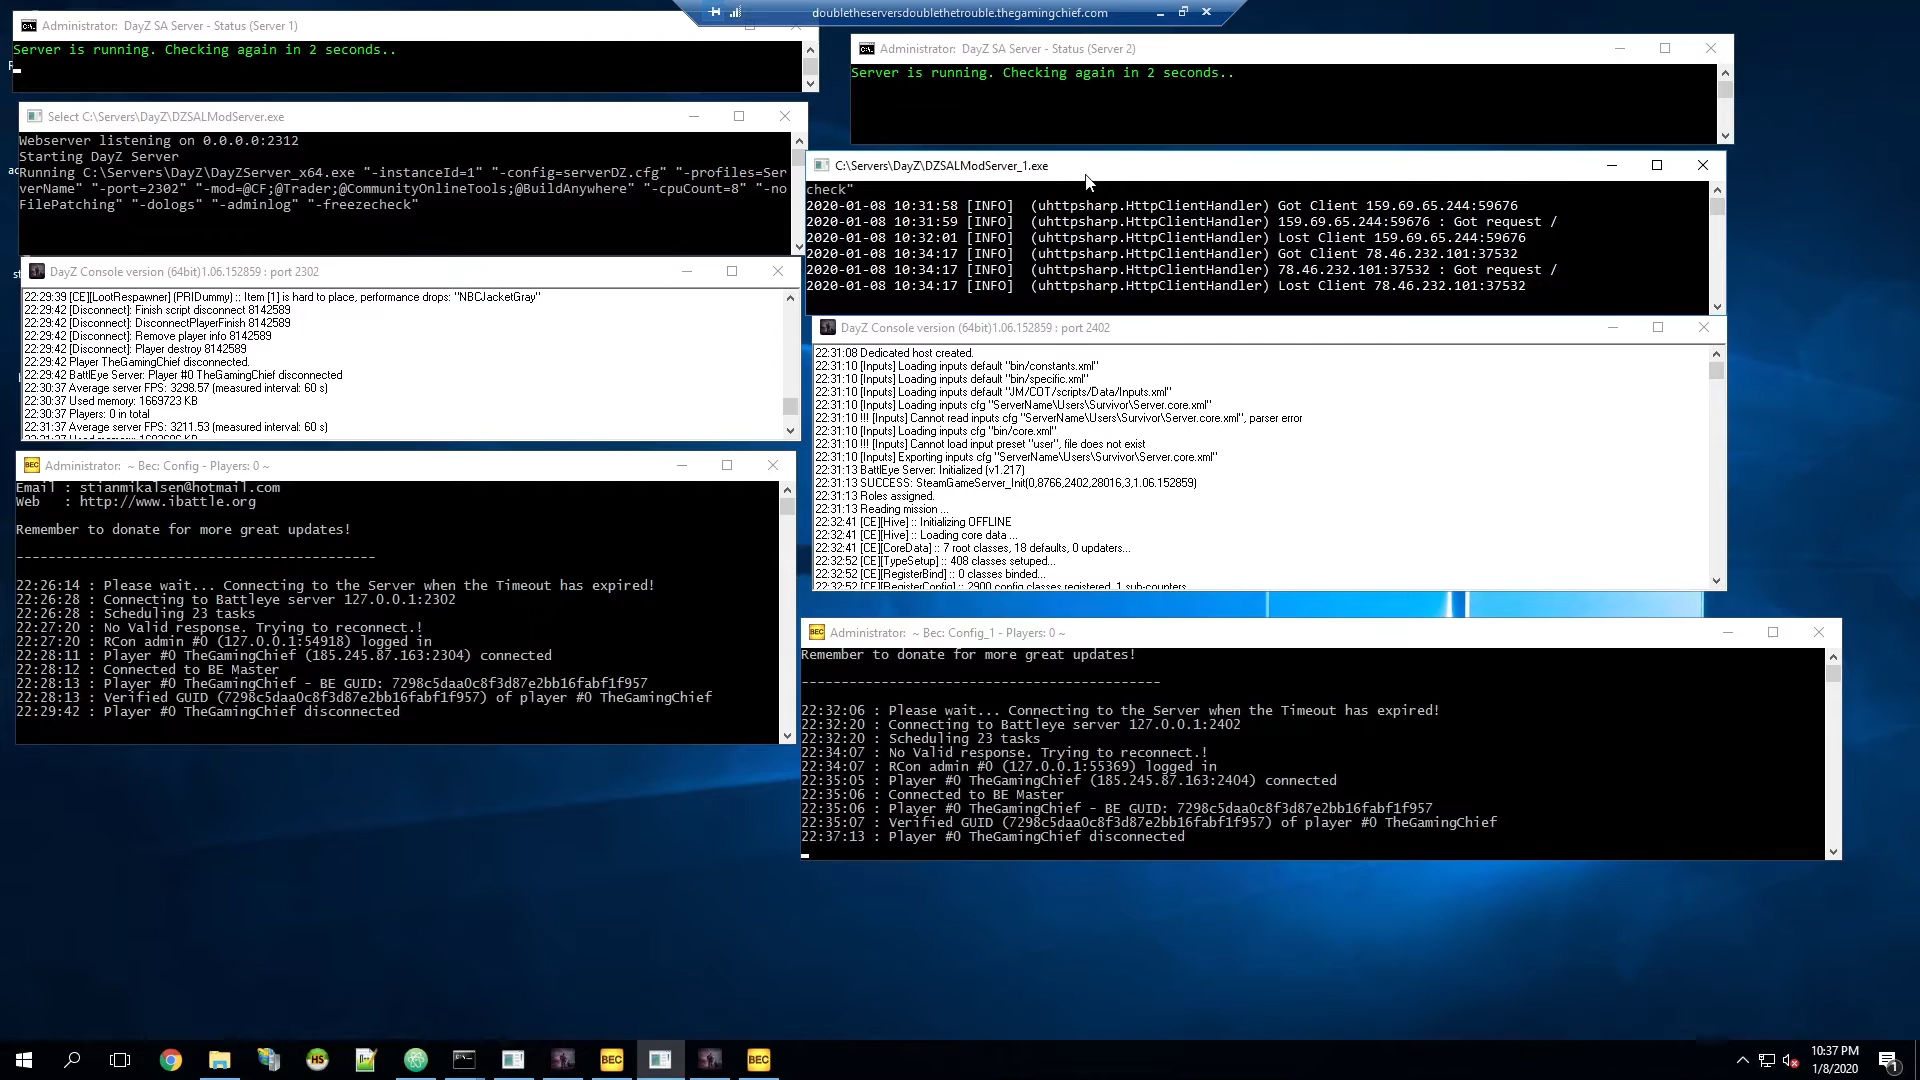 doubletheserversdoublethetrouble.thegamingchief.com
Administrator: DayZ SA Server - Status (Server 1)
Server is running. Checking again in 2 seconds..
Select C:\Servers\DayZ\DZSALModServer.exe
Webserver listening on 0.0.0.0:2312
Starting DayZ Server
Running C:\Servers\DayZ\DayZServer_x64.exe "-instanceId=1" "-config=serverDZ.cfg" "-profiles=Ser
verName" "-port=2302" "-mod=@CF;@Trader;@CommunityOnlineTools;@BuildAnywhere" "-cpuCount=8" "-no
FilePatching" "-dologs" "-adminlog" "-freezecheck"
DayZ Console version (64bit)1.06.152859 : port 2302
22:29:39 [CE][LootRespawner] (PRIDummy) :: Item [1] is hard to place, performance drops: "NBCJacketGray"
22:29:42 [Disconnect]: Finish script disconnect 8142589
22:29:42 [Disconnect]: DisconnectPlayerFinish 8142589
22:29:42 [Disconnect]: Remove player info 8142589
22:29:42 [Disconnect]: Player destroy 8142589
22:29:42 Player TheGamingChief disconnected.
22:29:42 BattlEye Server: Player #0 TheGamingChief disconnected
22:30:37 Average server FPS: 3298.57 (measured interval: 60 s)
22:30:37 Used memory: 1669723 KB
22:30:37 Players: 0 in total
22:31:37 Average server FPS: 3211.53 (measured interval: 60 s)
Administrator: ~ Bec: Config - Players: 0 ~
Email : stianmikalsen@hotmail.com
Web : http://www.ibattle.org
Remember to donate for more great updates!
--------------------------------------------
22:26:14 : Please wait... Connecting to the Server when the Timeout has expired!
22:26:28 : Connecting to Battleye server 127.0.0.1:2302
22:26:28 : Scheduling 23 tasks
22:27:20 : No Valid response. Trying to reconnect.!
22:27:20 : RCon admin #0 (127.0.0.1:54918) logged in
22:28:11 : Player #0 TheGamingChief (185.245.87.163:2304) connected
22:28:12 : Connected to BE Master
22:28:13 : Player #0 TheGamingChief - BE GUID: 7298c5daa0c8f3d87e2bb16fabf1f957
22:28:13 : Verified GUID (7298c5daa0c8f3d87e2bb16fabf1f957) of player #0 TheGamingChief
22:29:42 : Player #0 TheGamingChief disconnected
Administrator: DayZ SA Server - Status (Server 2)
Server is running. Checking again in 2 seconds..
C:\Servers\DayZ\DZSALModServer_1.exe
check"
2020-01-08 10:31:58 [INFO] (uhttpsharp.HttpClientHandler) Got Client 159.69.65.244:59676
2020-01-08 10:31:59 [INFO] (uhttpsharp.HttpClientHandler) 159.69.65.244:59676 : Got request /
2020-01-08 10:32:01 [INFO] (uhttpsharp.HttpClientHandler) Lost Client 159.69.65.244:59676
2020-01-08 10:34:17 [INFO] (uhttpsharp.HttpClientHandler) Got Client 78.46.232.101:37532
2020-01-08 10:34:17 [INFO] (uhttpsharp.HttpClientHandler) 78.46.232.101:37532 : Got request /
2020-01-08 10:34:17 [INFO] (uhttpsharp.HttpClientHandler) Lost Client 78.46.232.101:37532
DayZ Console version (64bit)1.06.152859 : port 2402
22:31:08 Dedicated host created.
22:31:10 [Inputs] Loading inputs default "bin/constants.xml"
22:31:10 [Inputs] Loading inputs default "bin/specific.xml"
22:31:10 [Inputs] Loading inputs default "JM/COT/scripts/Data/Inputs.xml"
22:31:10 [Inputs] Loading inputs cfg "ServerName\Users\Survivor\Server.core.xml"
22:31:10 !!! [Inputs] Cannot read inputs cfg "ServerName\Users\Survivor\Server.core.xml", parser error
22:31:10 [Inputs] Loading inputs cfg "bin/core.xml"
22:31:10 !!! [Inputs] Cannot load input preset "user", file does not exist
22:31:10 [Inputs] Exporting inputs cfg "ServerName\Users\Survivor\Server.core.xml"
22:31:13 BattlEye Server: Initialized (v1.217)
22:31:13 SUCCESS: SteamGameServer_Init(0,8766,2402,28016,3,1.06.152859)
22:31:13 Roles assigned.
22:31:13 Reading mission ...
22:32:41 [CE][Hive] :: Initializing OFFLINE
22:32:41 [CE][Hive] :: Loading core data ...
22:32:41 [CE][CoreData] :: 7 root classes, 18 defaults, 0 updaters...
22:32:52 [CE][TypeSetup] :: 408 classes setuped...
22:32:52 [CE][RegisterBind] :: 0 classes binded...
22:32:52 [CE][RegisterConfig] :: 2900 config classes registered, 1 sub-counters
Administrator: ~ Bec: Config_1 - Players: 0 ~
Remember to donate for more great updates!
--------------------------------------------
22:32:06 : Please wait... Connecting to the Server when the Timeout has expired!
22:32:20 : Connecting to Battleye server 127.0.0.1:2402
22:32:20 : Scheduling 23 tasks
22:34:07 : No Valid response. Trying to reconnect.!
22:34:07 : RCon admin #0 (127.0.0.1:55369) logged in
22:35:05 : Player #0 TheGamingChief (185.245.87.163:2404) connected
22:35:06 : Connected to BE Master
22:35:06 : Player #0 TheGamingChief - BE GUID: 7298c5daa0c8f3d87e2bb16fabf1f957
22:35:07 : Verified GUID (7298c5daa0c8f3d87e2bb16fabf1f957) of player #0 TheGamingChief
22:37:13 : Player #0 TheGamingChief disconnected
HS
BEC
BEC
10:37 PM
1/8/2020
1